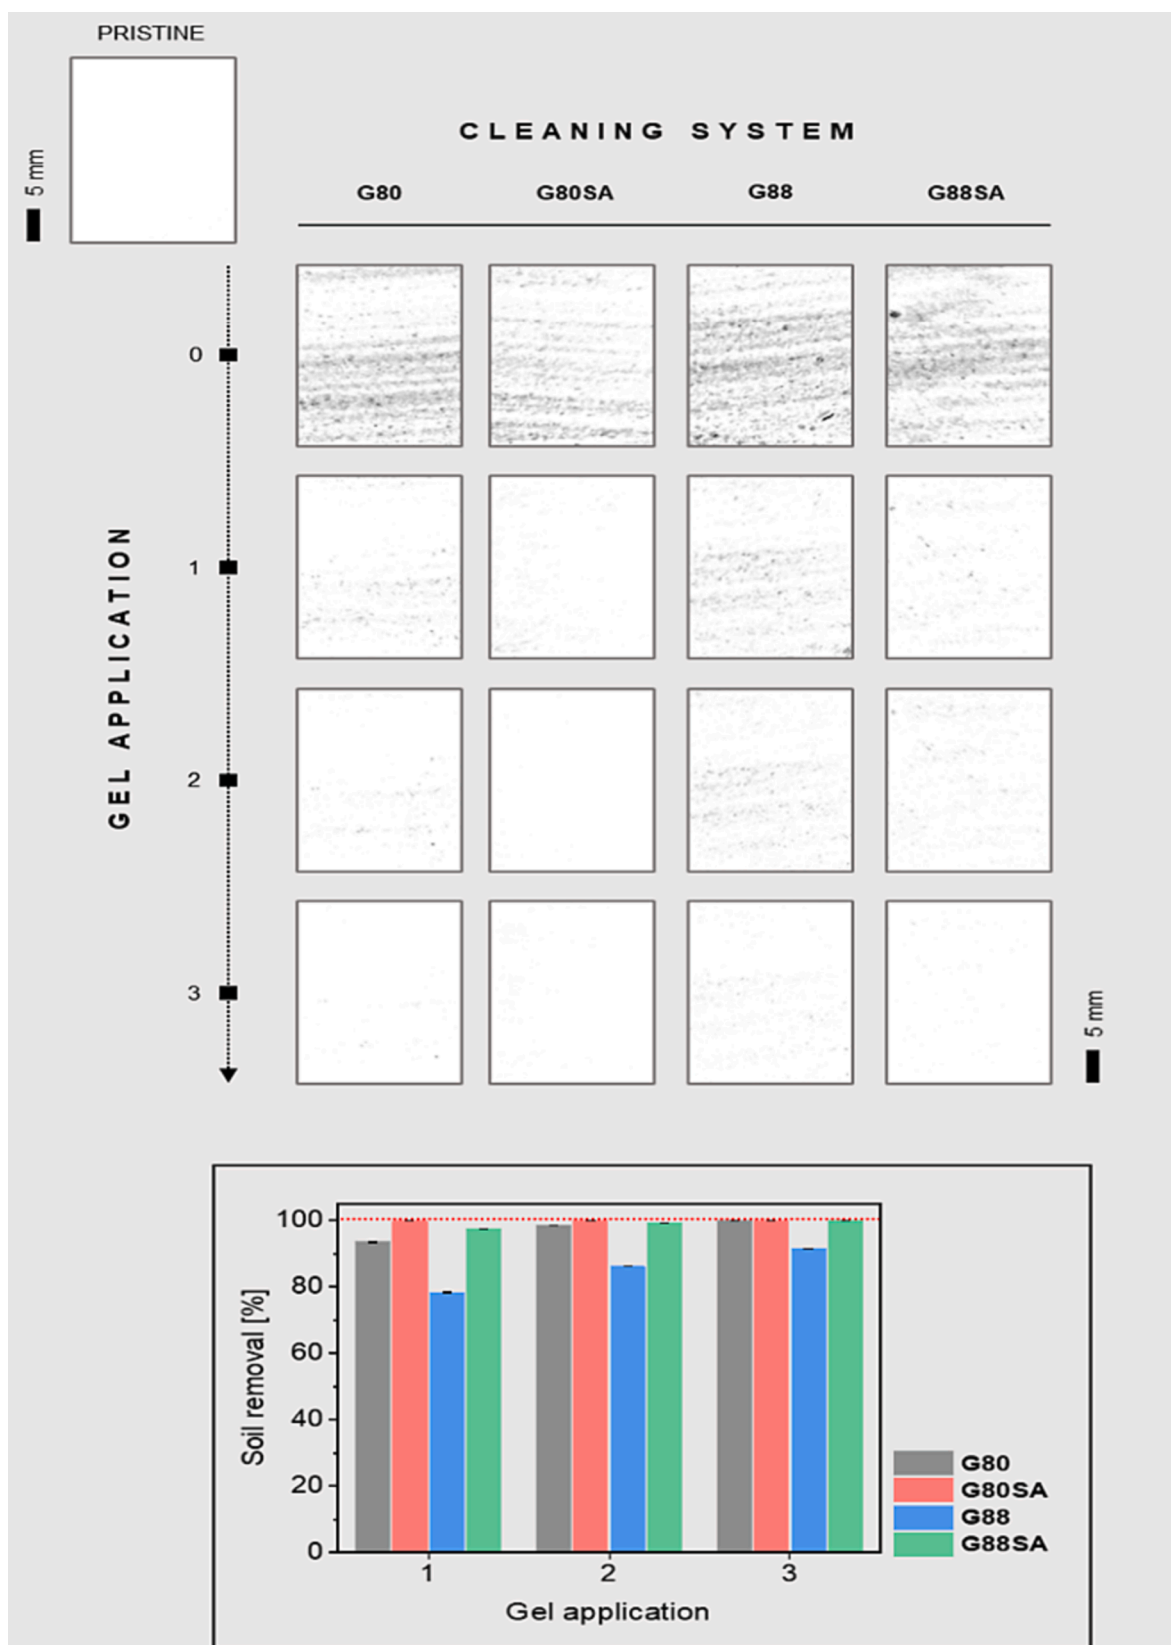 PRISTINE
5 mm
CLEANING SYSTEM
G80 G80SA G88 G88SA
GEL APPLICATION
0
1
2
3
5 mm
Soil removal [%]
100
80
60
40
20
0
1 2 3
Gel application
G80
G80SA
G88
G88SA